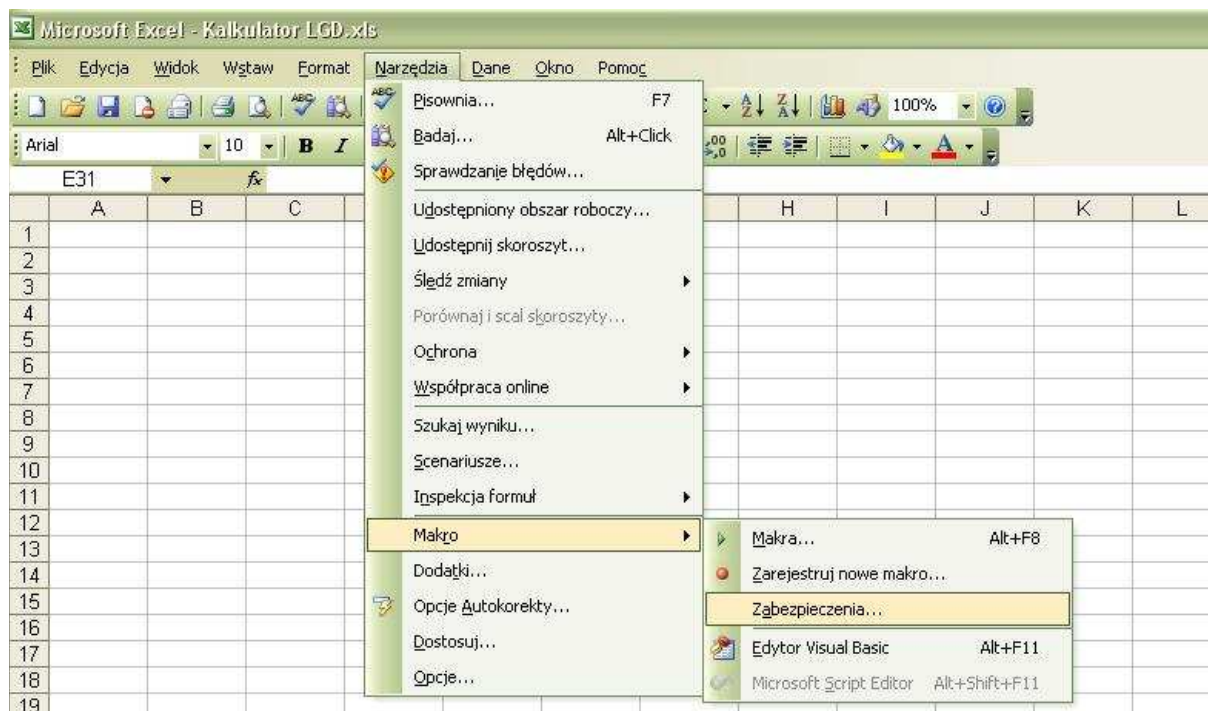 Microsoft Excel - Kalkulator LGD.xls
Plik Edycja Widok Wstaw Format Narzędzia Dane Okno Pomoc
100%
Arial 10 B I
E31 fx
A B C H I J K L
1
2
3
4
5
6
7
8
9
10
11
12
13
14
15
16
17
18
19
Pisownia... F7
Badaj... Alt+Click
Sprawdzanie błędów...
Udostępniony obszar roboczy...
Udostępnij skoroszyt...
Śledź zmiany
Porównaj i scal skoroszyty...
Ochrona
Współpraca online
Szukaj wyniku...
Scenariusze...
Inspekcja formuł
Makro
Dodatki...
Opcje Autokorekty...
Dostosuj...
Opcje...
Makra... Alt+F8
Zarejestruj nowe makro...
Zabezpieczenia...
Edytor Visual Basic Alt+F11
Microsoft Script Editor Alt+Shift+F11